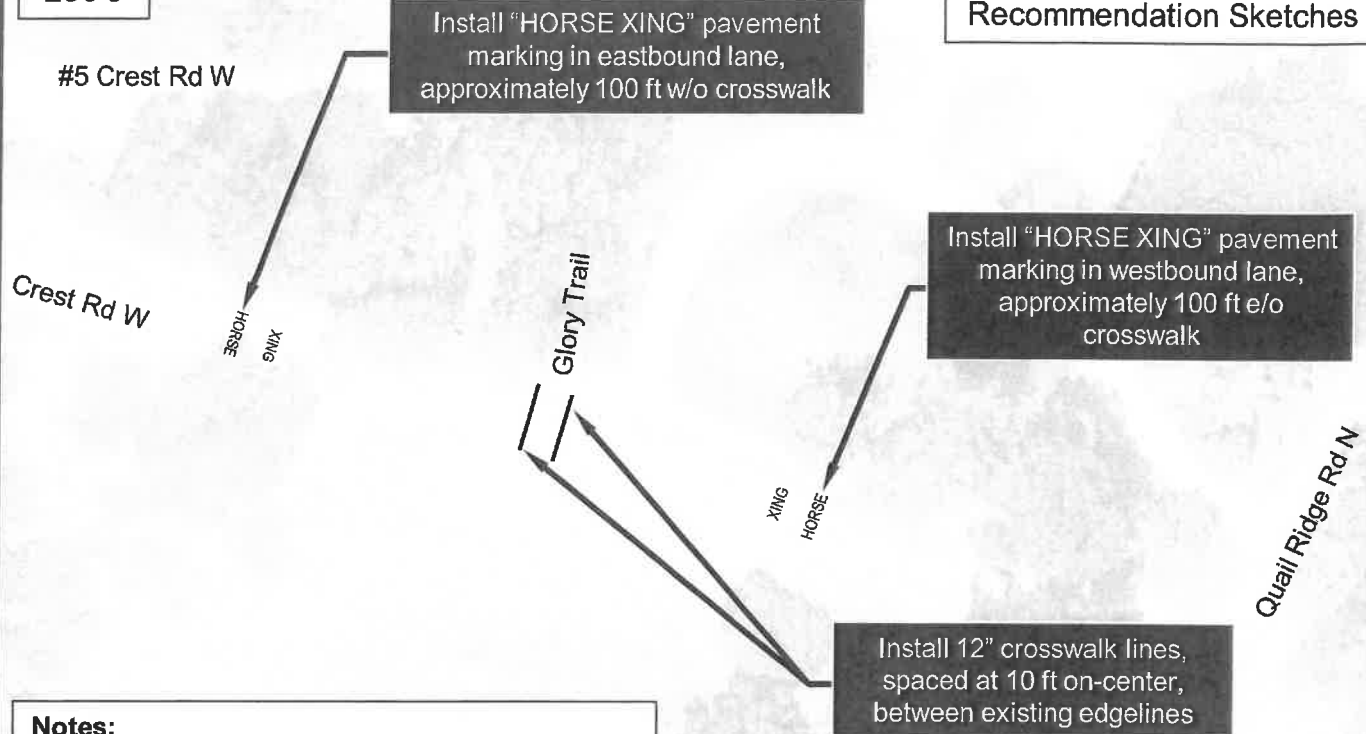 Recommendation Sketches
Install “HORSE XING” pavement
marking in eastbound lane,
approximately 100 ft w/o crosswalk
#5 Crest Rd W
Install “HORSE XING” pavement
marking in westbound lane,
approximately 100 ft e/o
crosswalk
Crest Rd W
HORSE
XING
Glory Trail
XING
HORSE
Quail Ridge Rd N
Install 12” crosswalk lines,
spaced at 10 ft on-center,
between existing edgelines
Notes: